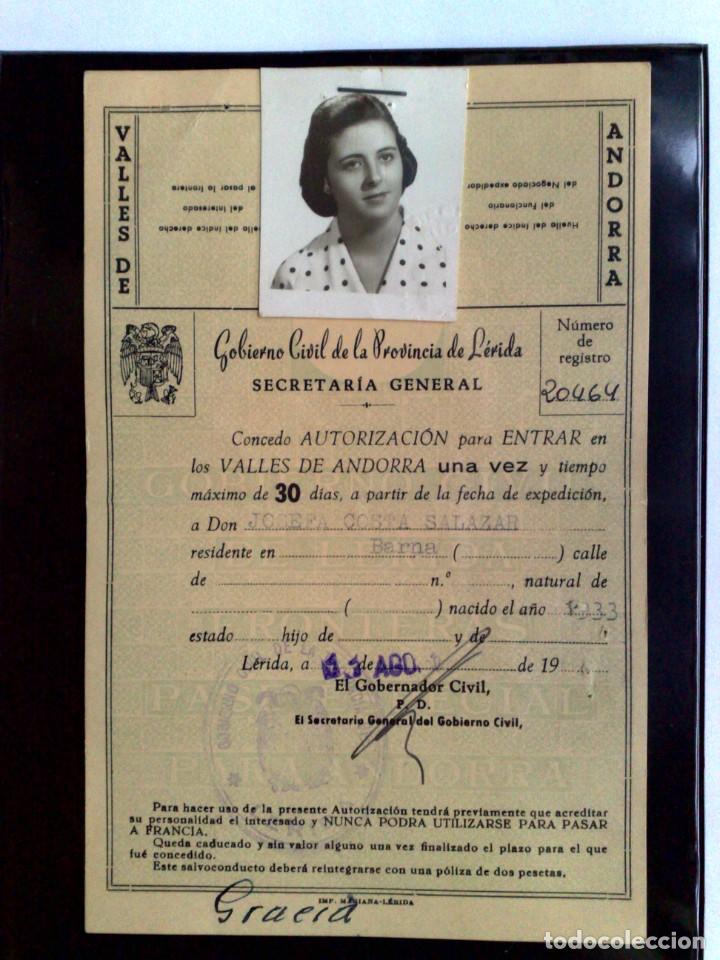 VALLES DE
ANDORRA
Huella del índice derecho
del Interesado
al pasar la frontera
Huella del índice derecho
del Funcionario
del Negociado expedidor
Gobierno Civil de la Provincia de Lérida
SECRETARÍA GENERAL
Número
de
registro
20464
Concedo AUTORIZACIÓN para ENTRAR en
los VALLES DE ANDORRA una vez y tiempo
máximo de 30 días, a partir de la fecha de expedición,
a Don JOSEFA COSTA SALAZAR
residente en Barna ( ) calle
de n.º , natural de
( ) nacido el año 1933
estado hijo de y de
Lérida, a AGO. de de 19
El Gobernador Civil,
P. D.
El Secretario General del Gobierno Civil,
Para hacer uso de la presente Autorización tendrá previamente que acreditar
su personalidad el interesado y NUNCA PODRA UTILIZARSE PARA PASAR
A FRANCIA.
Queda caducado y sin valor alguno una vez finalizado el plazo para el que
fué concedido.
Este salvoconducto deberá reintegrarse con una póliza de dos pesetas.
IMP. MARIANA-LÉRIDA
Gracia
todocoleccion